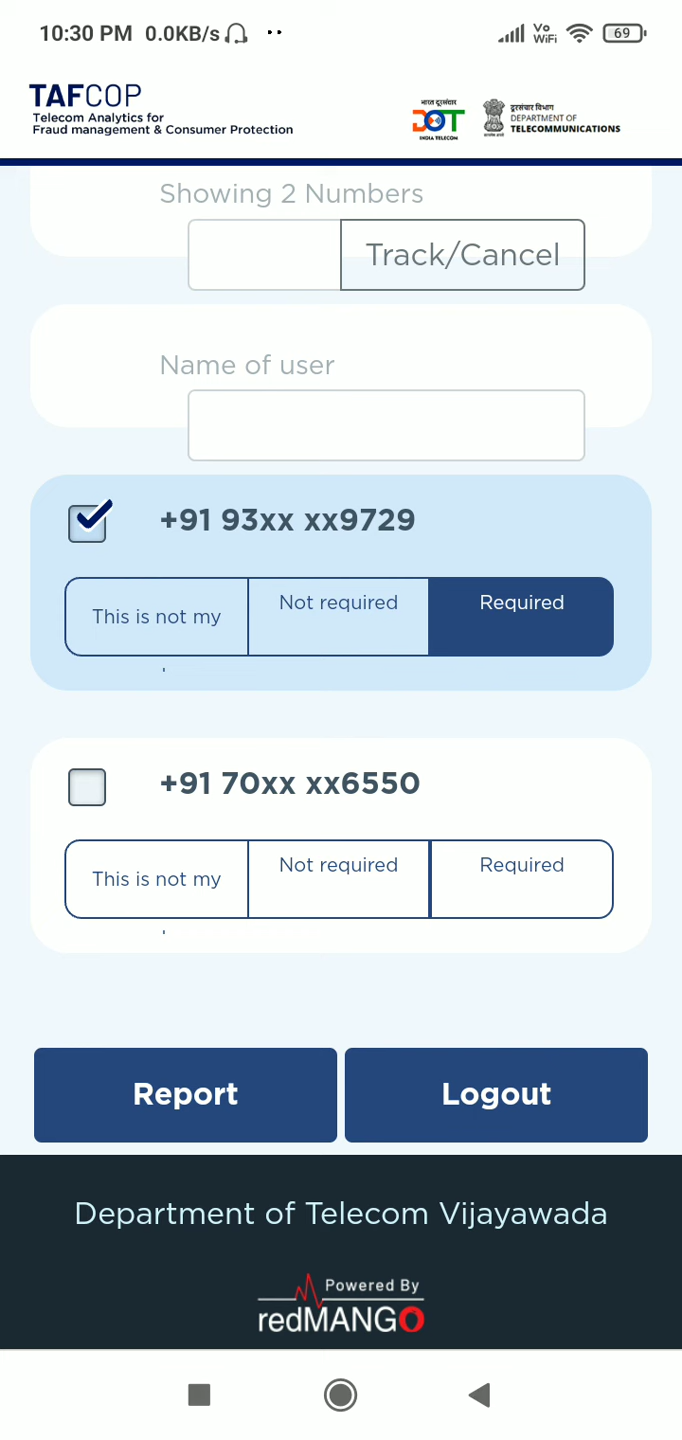 10:30 PM 0.0KB/s
Vo
WiFi
69
TAFCOP
Telecom Analytics for
Fraud management & Consumer Protection
भारत दूरसंचार
DOT
INDIA TELECOM
दूरसंचार विभाग
DEPARTMENT OF
TELECOMMUNICATIONS
Showing 2 Numbers
Track/Cancel
Name of user
+91 93xx xx9729
This is not my
Not required
Required
+91 70xx xx6550
This is not my
Not required
Required
Report
Logout
Department of Telecom Vijayawada
Powered By
redMANGO